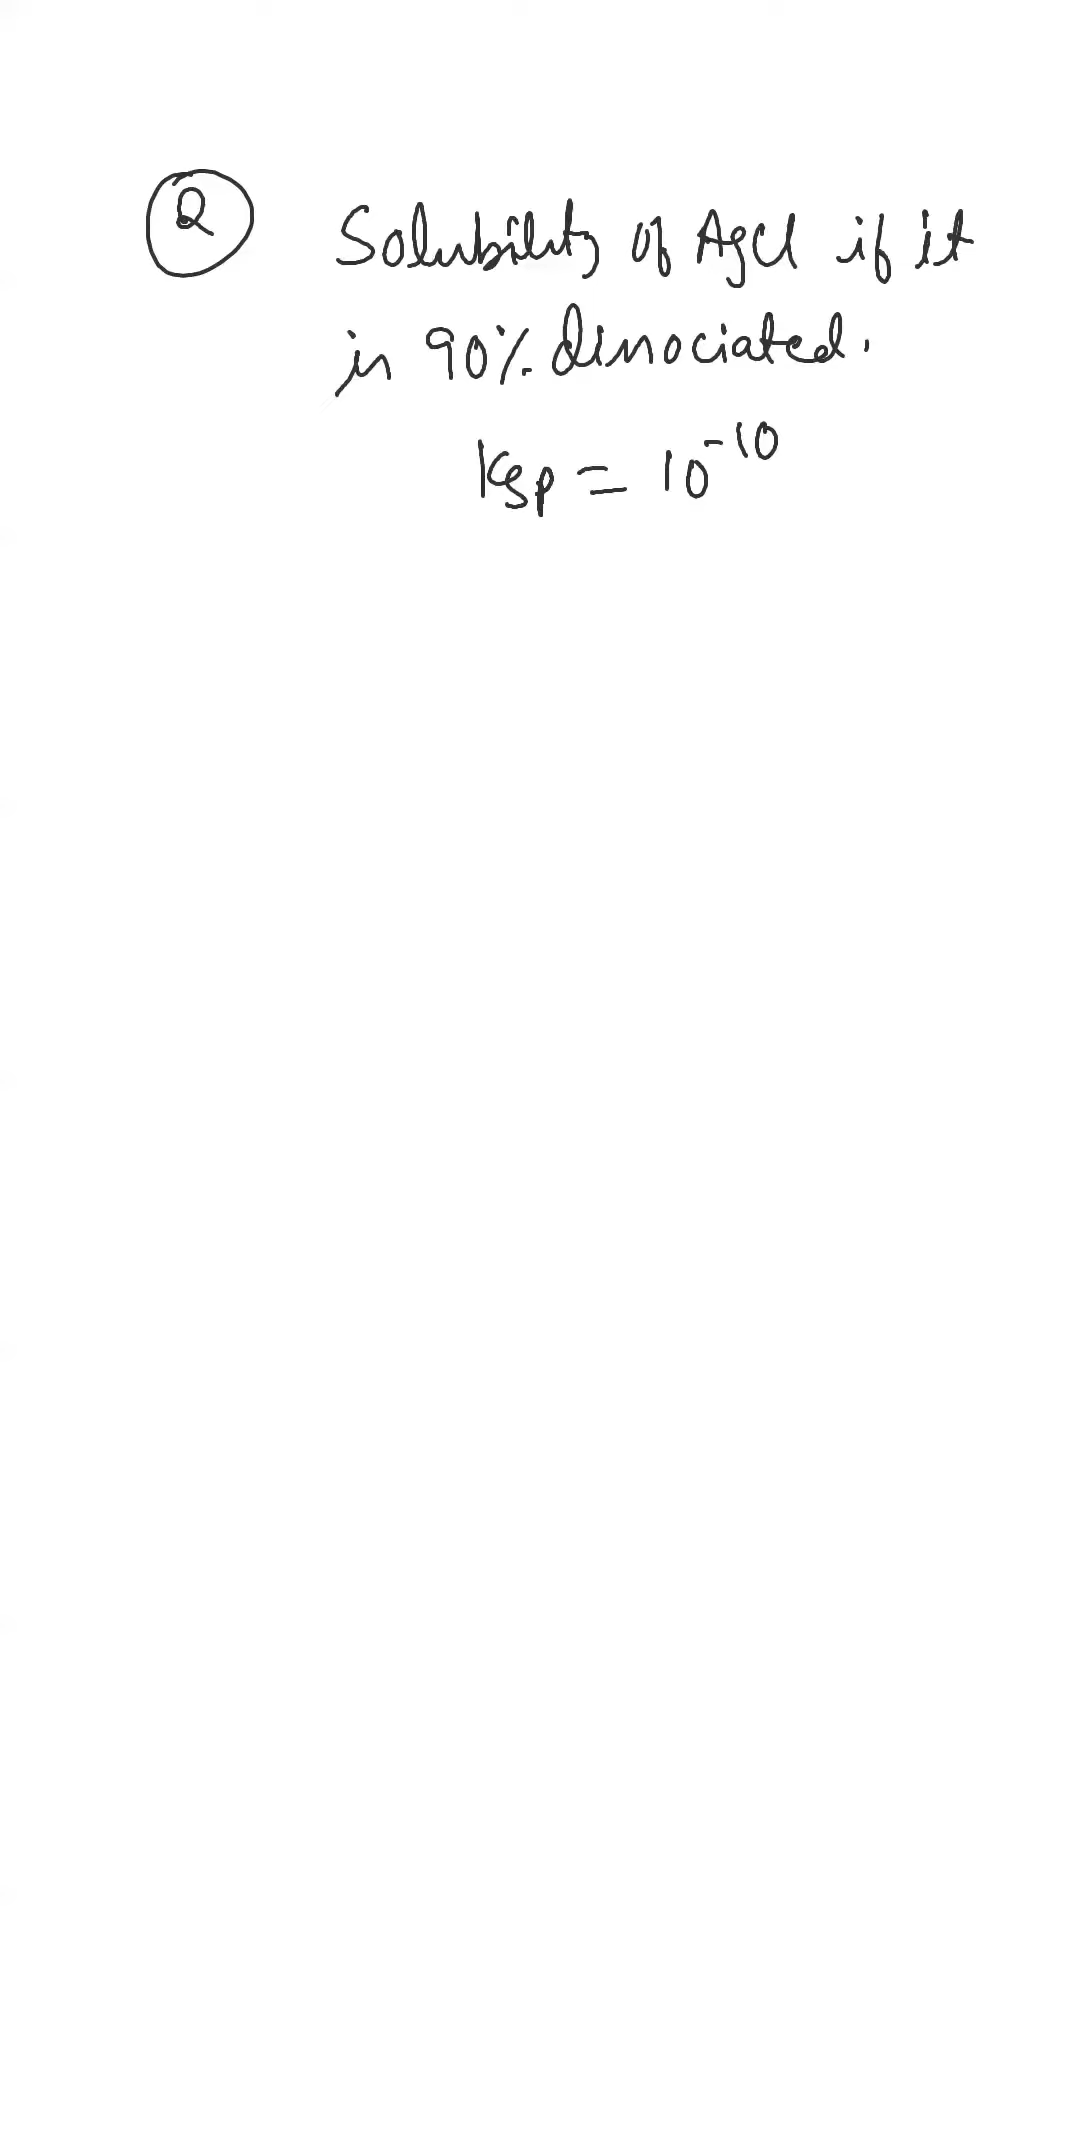 Q Solubility of AgCl if it
is 90% dissociated.
Ksp = 10^-10